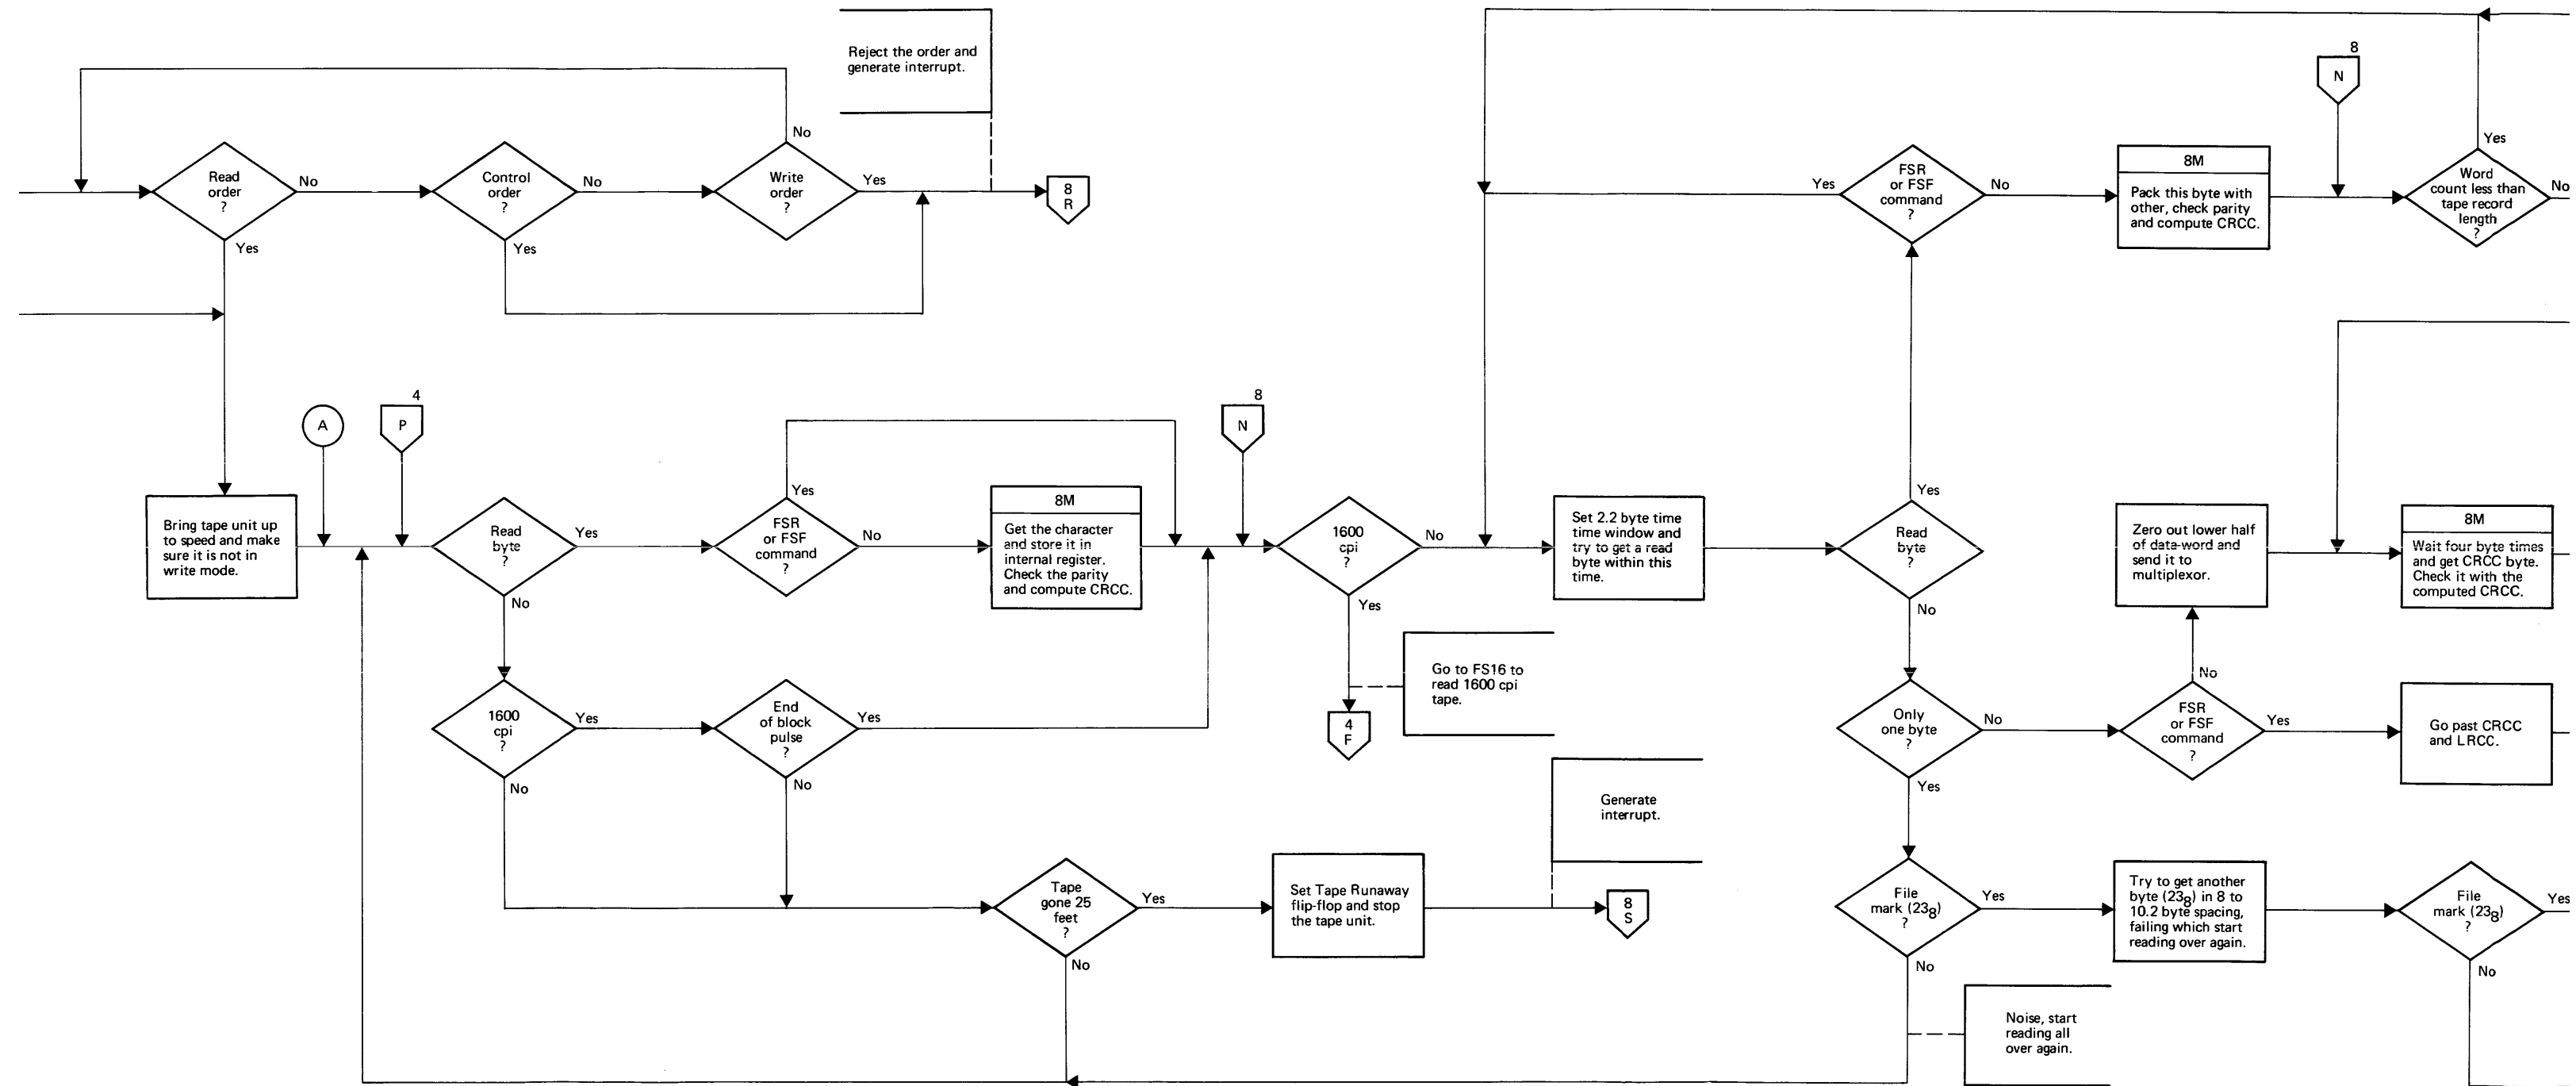 Reject the order and
generate interrupt.
8
N
No
Yes
Read
order
?
No
Control
order
?
No
Write
order
?
Yes
8
R
Yes
FSR
or FSF
command
?
No
8M
Pack this byte with
other, check parity
and compute CRCC.
Word
count less than
tape record
length
?
No
Yes
Yes
A
4
P
8
N
Bring tape unit up
to speed and make
sure it is not in
write mode.
Read
byte
?
Yes
No
Yes
FSR
or FSF
command
?
No
8M
Get the character
and store it in
internal register.
Check the parity
and compute CRCC.
1600
cpi
?
No
Yes
Set 2.2 byte time
time window and
try to get a read
byte within this
time.
Yes
Read
byte
?
No
Zero out lower half
of data-word and
send it to
multiplexor.
8M
Wait four byte times
and get CRCC byte.
Check it with the
computed CRCC.
Go to FS16 to
read 1600 cpi
tape.
4
F
1600
cpi
?
Yes
No
End
of block
pulse
?
Yes
No
Only
one byte
?
No
Yes
No
FSR
or FSF
command
?
Yes
Go past CRCC
and LRCC.
Generate
interrupt.
Tape
gone 25
feet
?
Yes
No
Set Tape Runaway
flip-flop and stop
the tape unit.
8
S
File
mark (23₈)
?
Yes
No
Try to get another
byte (23₈) in 8 to
10.2 byte spacing,
failing which start
reading over again.
File
mark (23₈)
?
Yes
No
Noise, start
reading all
over again.